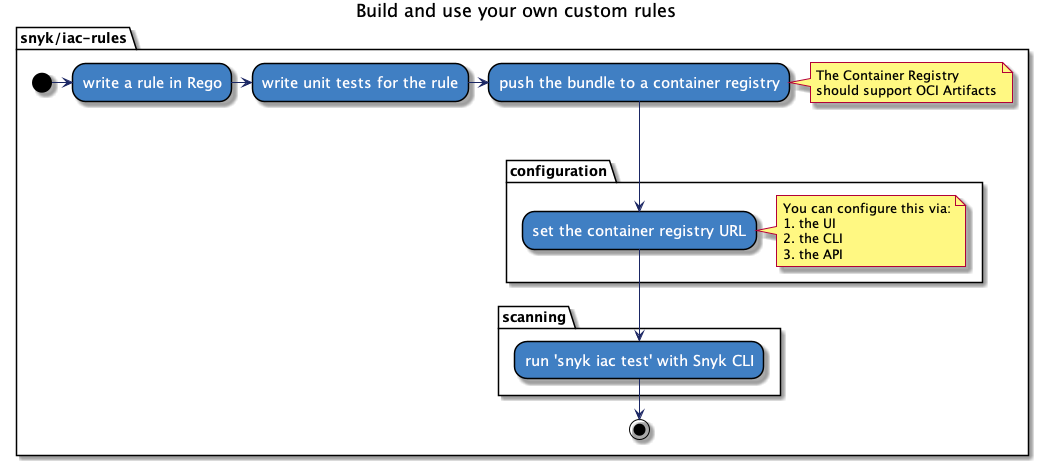 Build and use your own custom rules
snyk/iac-rules
write a rule in Rego
write unit tests for the rule
push the bundle to a container registry
The Container Registry
should support OCI Artifacts
configuration
set the container registry URL
You can configure this via:
1. the UI
2. the CLI
3. the API
scanning
run 'snyk iac test' with Snyk CLI